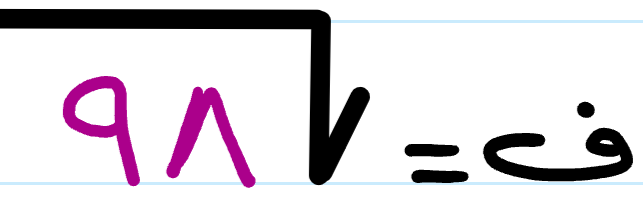 ف = √٩٨